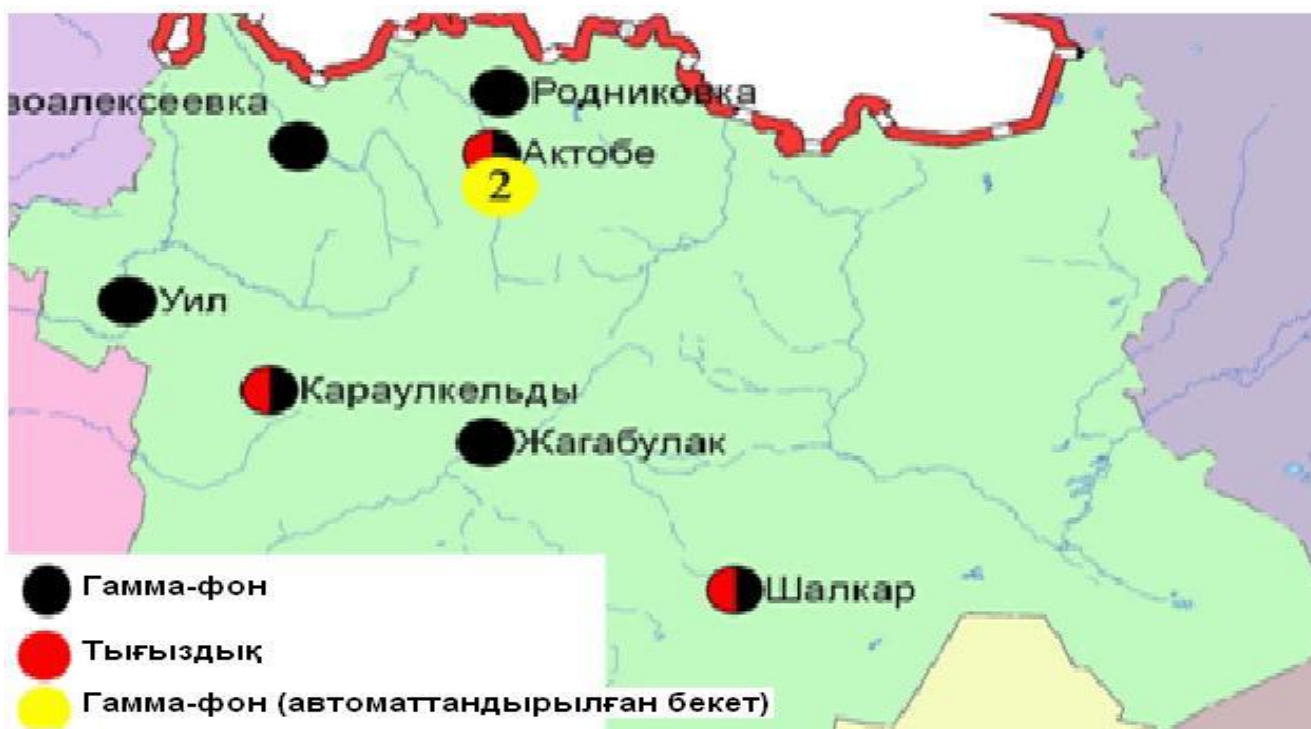 Родниковка
воалексеевка
Актобе
2
Уил
Караулкельды
Жагабулак
Шалкар
Гамма-фон
Тығыздық
Гамма-фон (автоматтандырылған бекет)